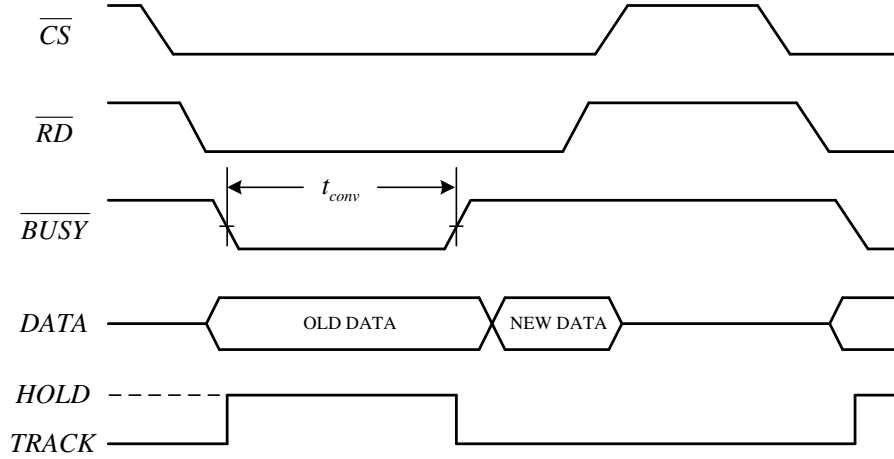 CS
RD
t_conv
BUSY
DATA OLD DATA NEW DATA
HOLD
TRACK